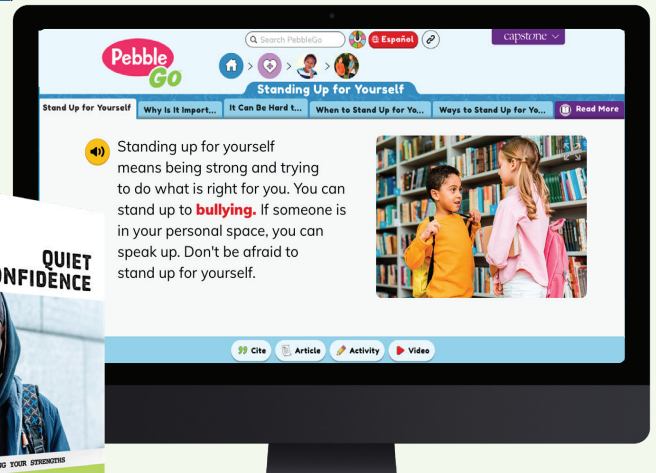 Pebble
GO
Search PebbleGo
Español
capstone
Standing Up for Yourself
Stand Up for Yourself
Why Is It Import...
It Can Be Hard t...
When to Stand Up for Yo...
Ways to Stand Up for Yo...
Read More
Standing up for yourself
means being strong and trying
to do what is right for you. You can
stand up to bullying. If someone is
in your personal space, you can
speak up. Don't be afraid to
stand up for yourself.
Cite
Article
Activity
Video
QUIET
NFIDENCE
NG YOUR STRENGTHS